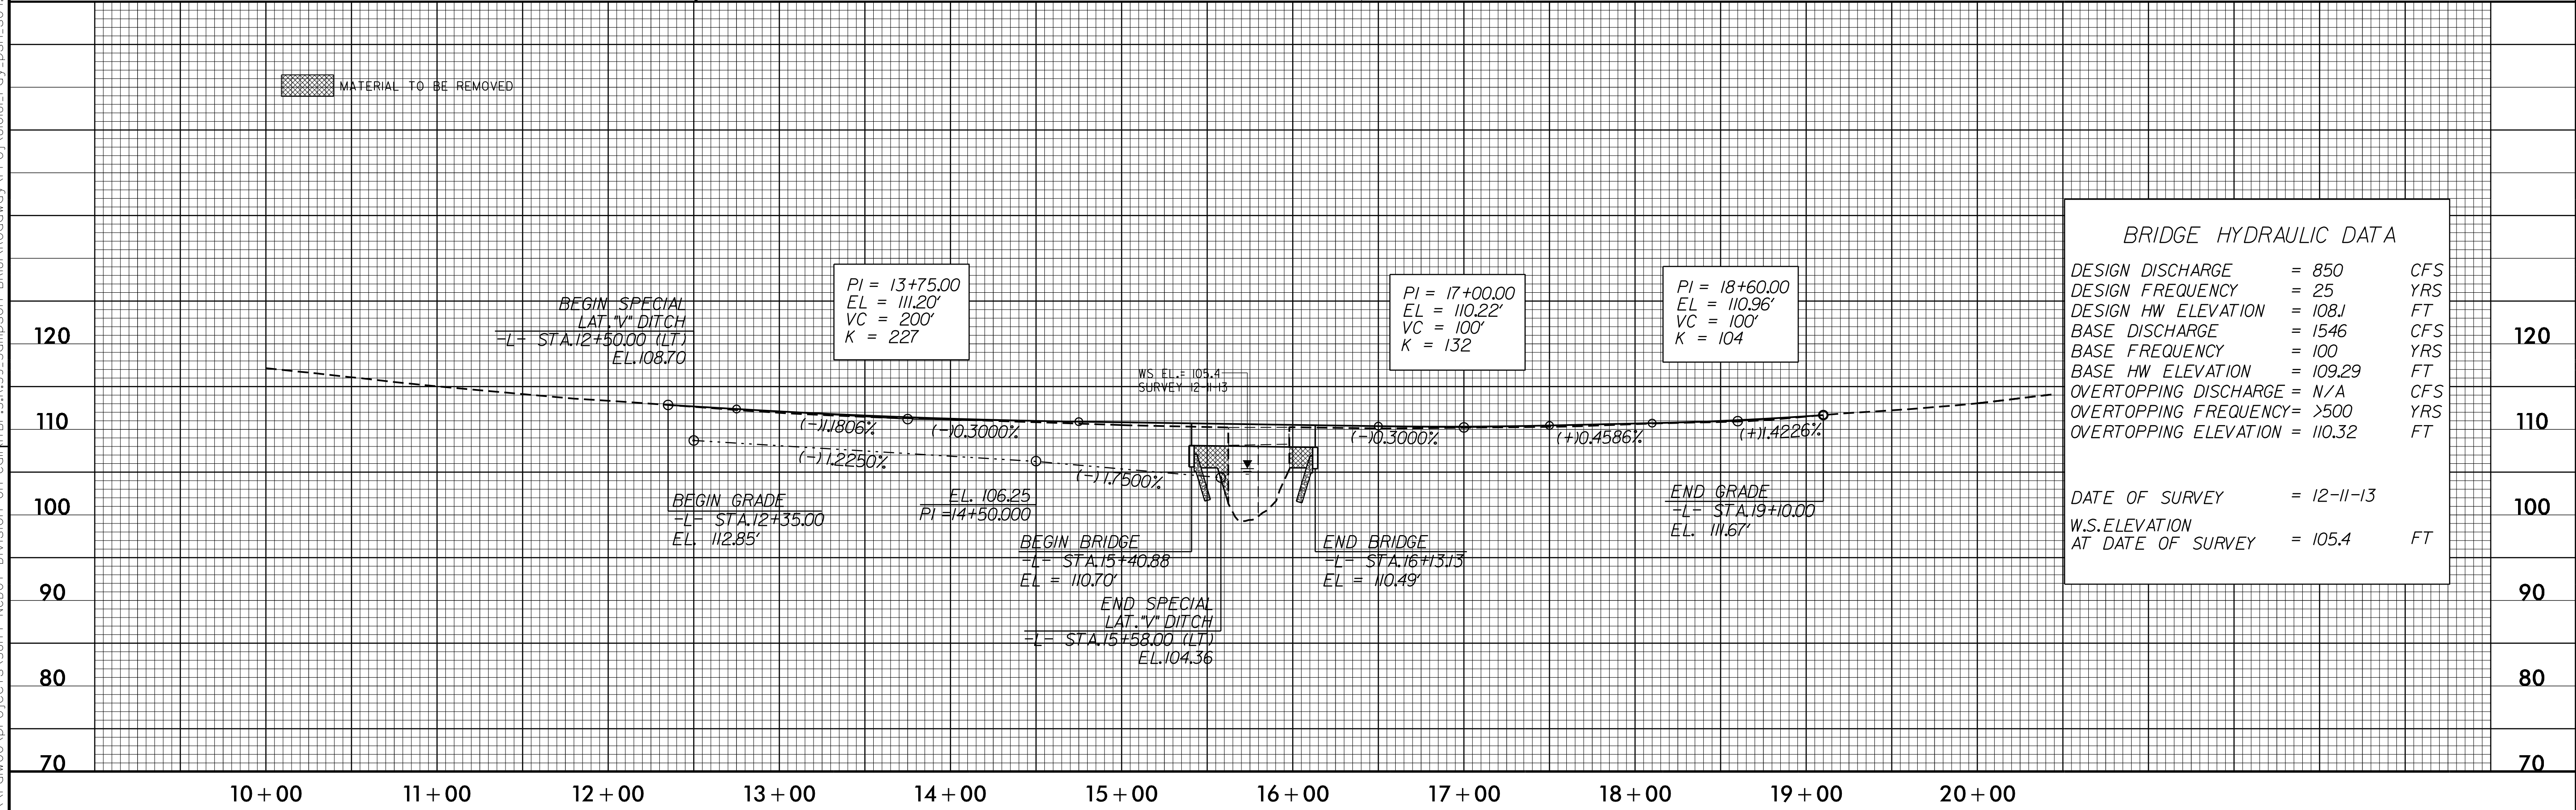 MATERIAL TO BE REMOVED
BEGIN SPECIAL
LAT. "V" DITCH
-L- STA.12+50.00 (LT)
EL.108.70
PI = 13+75.00
EL = 111.20'
VC = 200'
K = 227
PI = 17+00.00
EL = 110.22'
VC = 100'
K = 132
PI = 18+60.00
EL = 110.96'
VC = 100'
K = 104
WS EL.= 105.4
SURVEY 12-11-13
(-)1.1806%
(-)0.3000%
(-)0.3000%
(+)0.4586%
(+)1.4226%
(-)1.2250%
(-)1.7500%
BEGIN GRADE
-L- STA.12+35.00
EL. 112.85'
EL. 106.25
PI =14+50.000
BEGIN BRIDGE
-L- STA.15+40.88
EL = 110.70'
END SPECIAL
LAT. "V" DITCH
-L- STA.15+58.00 (LT)
EL.104.36
END BRIDGE
-L- STA.16+13.13
EL = 110.49'
END GRADE
-L- STA.19+10.00
EL. 111.67'
BRIDGE HYDRAULIC DATA
DESIGN DISCHARGE = 850 CFS
DESIGN FREQUENCY = 25 YRS
DESIGN HW ELEVATION = 108.1 FT
BASE DISCHARGE = 1546 CFS
BASE FREQUENCY = 100 YRS
BASE HW ELEVATION = 109.29 FT
OVERTOPPING DISCHARGE = N/A CFS
OVERTOPPING FREQUENCY= >500 YRS
OVERTOPPING ELEVATION = 110.32 FT
DATE OF SURVEY = 12-11-13
W.S.ELEVATION
AT DATE OF SURVEY = 105.4 FT
120 120
110 110
100 100
90 90
80 80
70 70
10+00 11+00 12+00 13+00 14+00 15+00 16+00 17+00 18+00 19+00 20+00